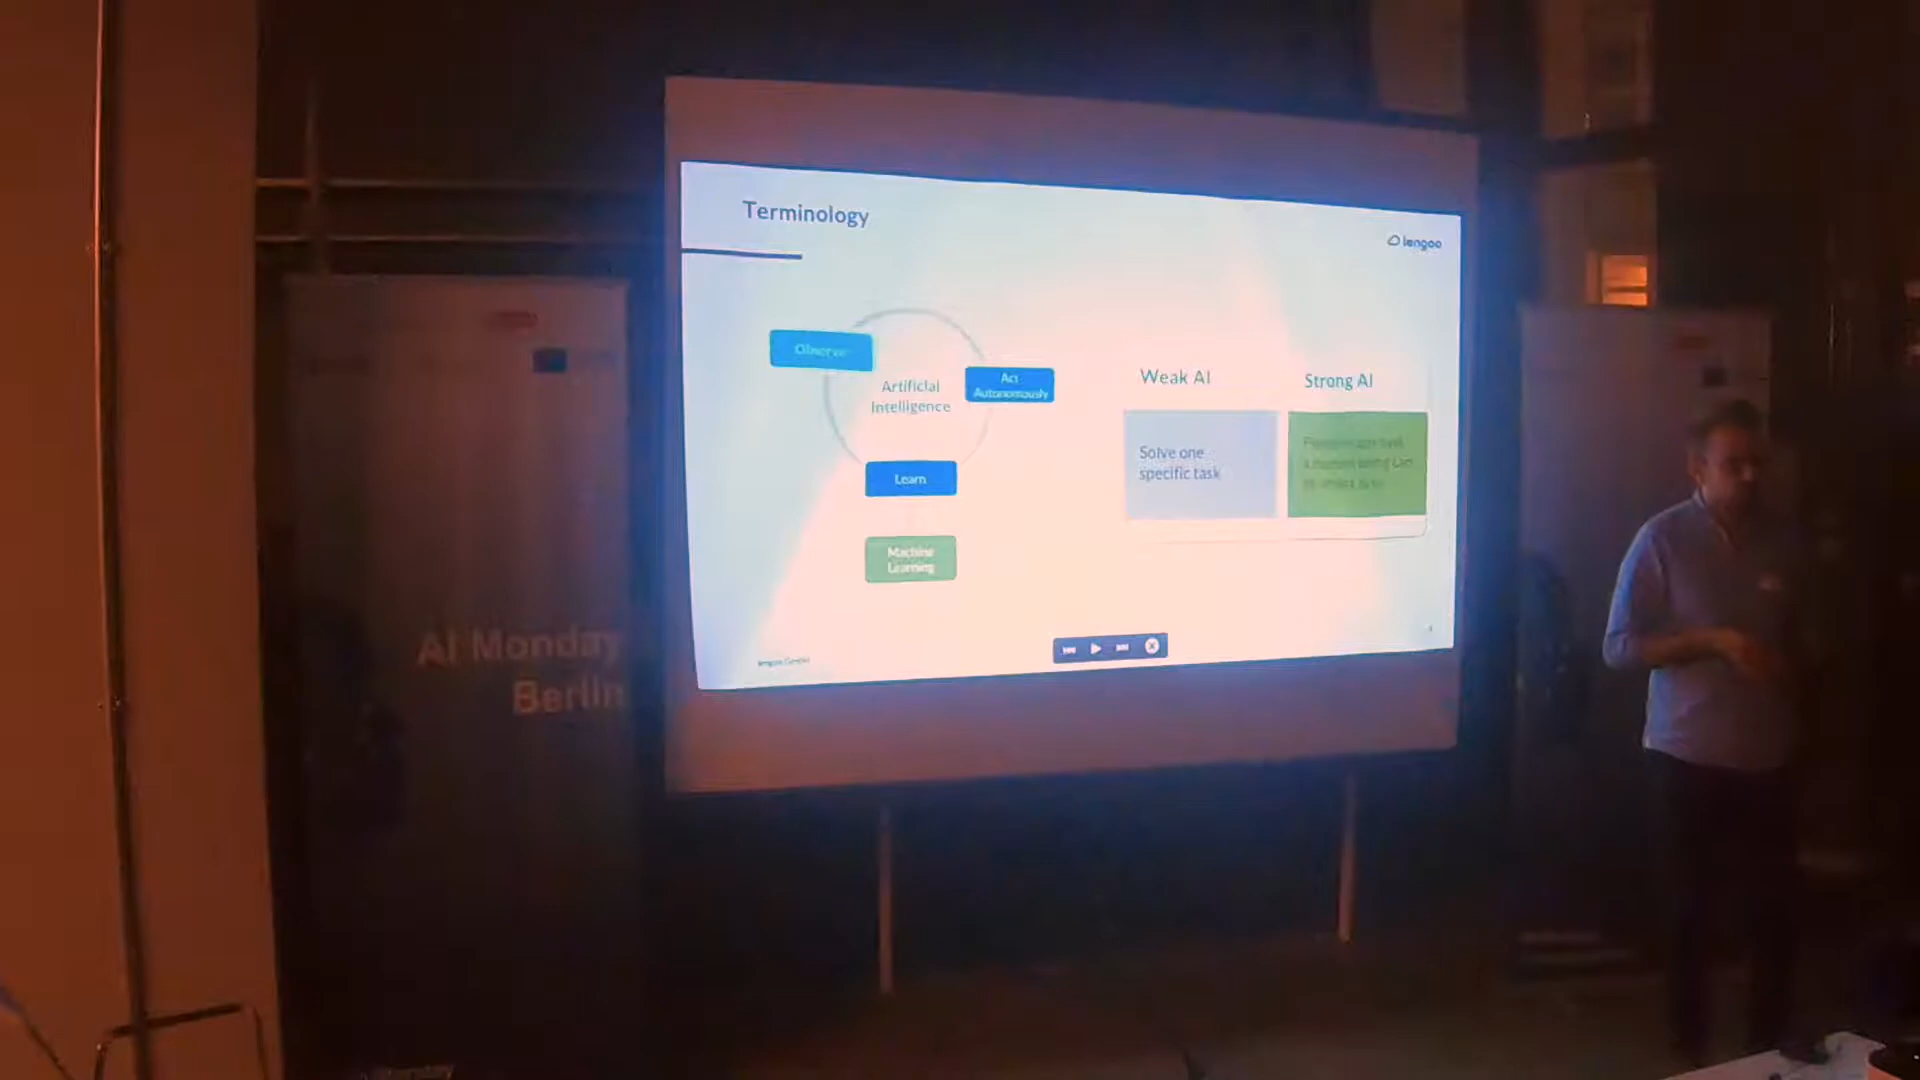 Terminology
lengoo
Observe
Artificial
Intelligence
Act
Autonomously
Learn
Machine
Learning
Weak AI
Strong AI
Solve one
specific task
AI Monday
Berlin